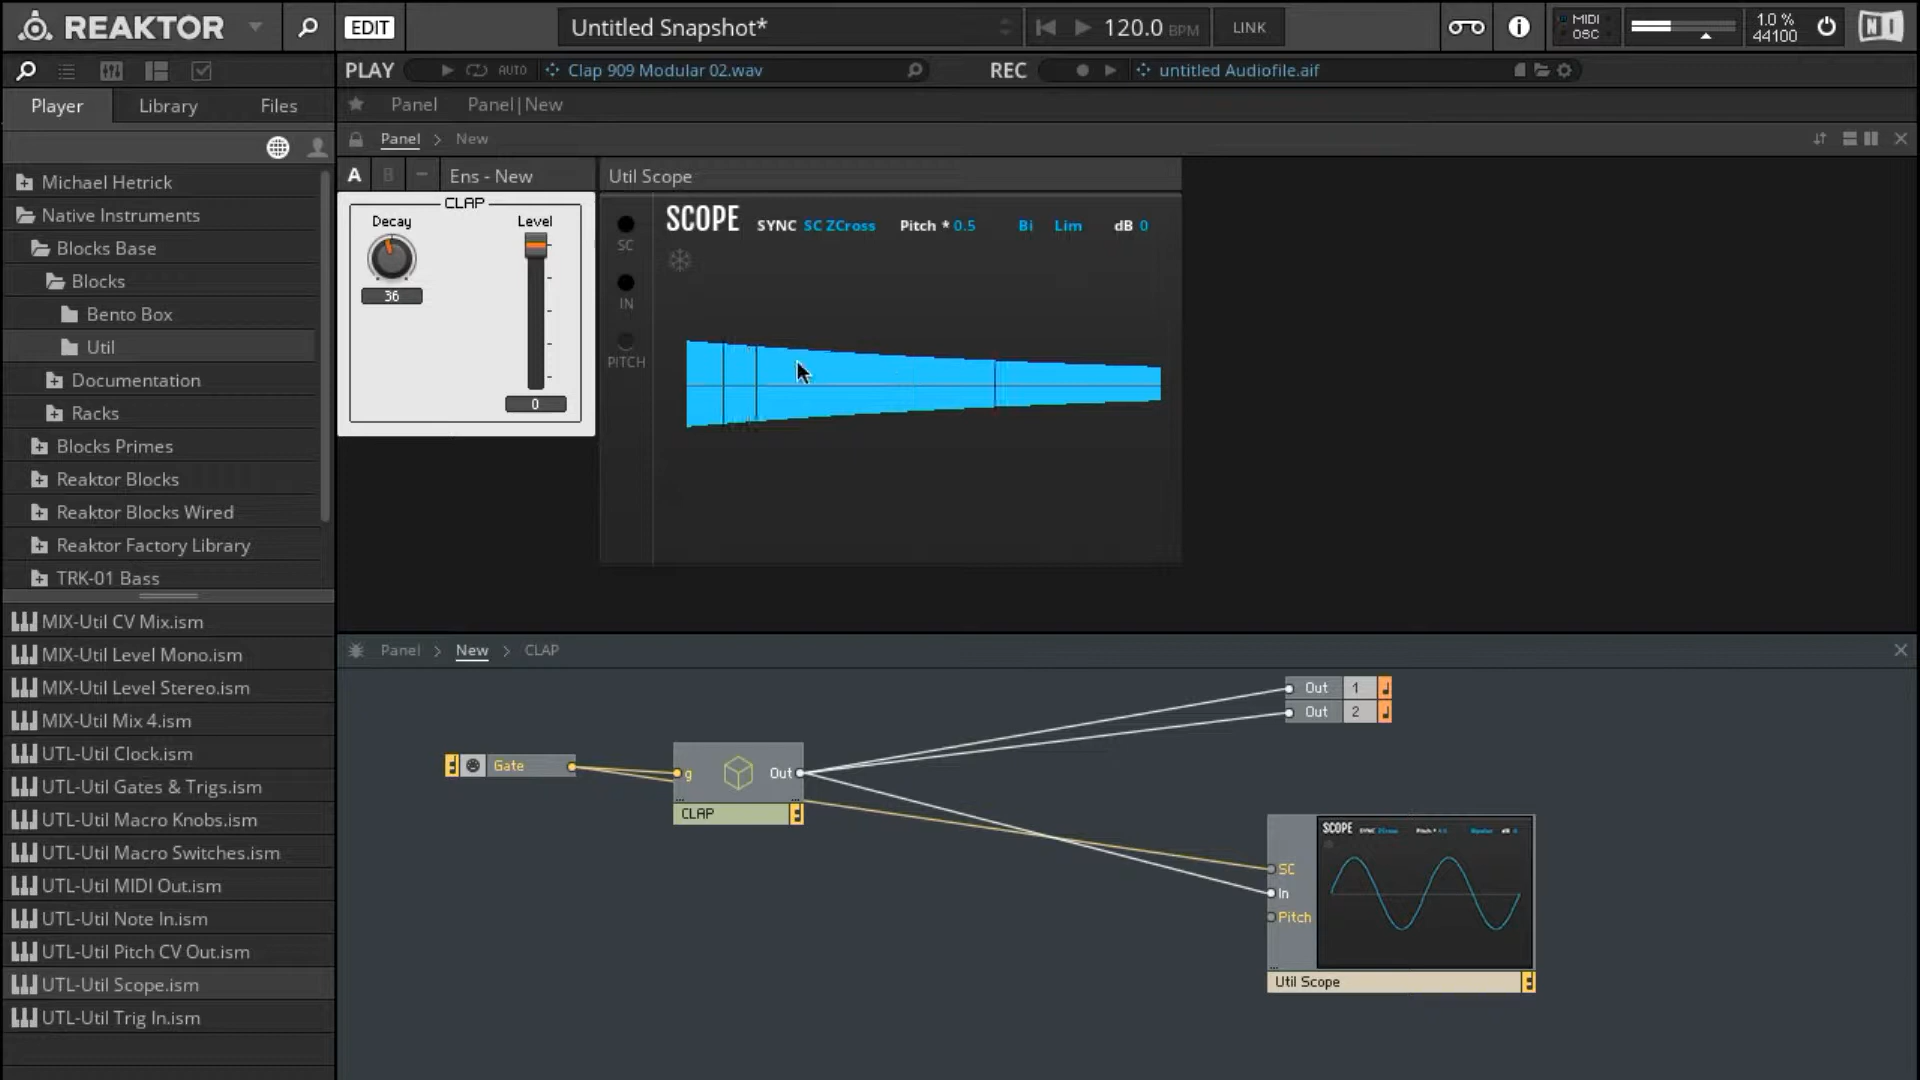 REAKTOR
EDIT
Untitled Snapshot*
120.0 BPM
LINK
MIDI
OSC
1.0 %
44100
PLAY
AUTO
Clap 909 Modular 02.wav
REC
untitled Audiofile.aif
Player
Library
Files
Panel
Panel|New
Panel > New
A
B
Ens - New
Util Scope
CLAP
Decay
Level
36
0
SC
IN
PITCH
SCOPE
SYNC SC ZCross
Pitch * 0.5
Bi
Lim
dB 0
Michael Hetrick
Native Instruments
Blocks Base
Blocks
Bento Box
Util
Documentation
Racks
Blocks Primes
Reaktor Blocks
Reaktor Blocks Wired
Reaktor Factory Library
TRK-01 Bass
MIX-Util CV Mix.ism
MIX-Util Level Mono.ism
MIX-Util Level Stereo.ism
MIX-Util Mix 4.ism
UTL-Util Clock.ism
UTL-Util Gates & Trigs.ism
UTL-Util Macro Knobs.ism
UTL-Util Macro Switches.ism
UTL-Util MIDI Out.ism
UTL-Util Note In.ism
UTL-Util Pitch CV Out.ism
UTL-Util Scope.ism
UTL-Util Trig In.ism
Panel > New > CLAP
Out 1
Out 2
Gate
g
Out
CLAP
SC
In
Pitch
SCOPE
Util Scope